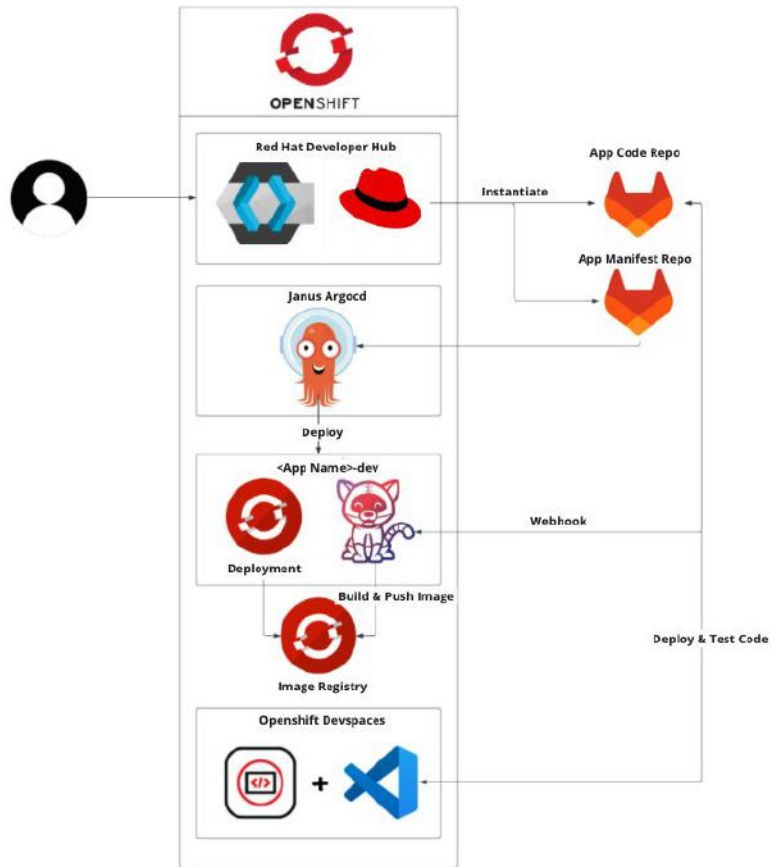 OPENSHIFT
Red Hat Developer Hub
App Code Repo
Instantiate
App Manifest Repo
Janus Argocd
Deploy
<App Name>-dev
Webhook
Deployment
Build & Push Image
Deploy & Test Code
Image Registry
Openshift Devspaces
</>
+